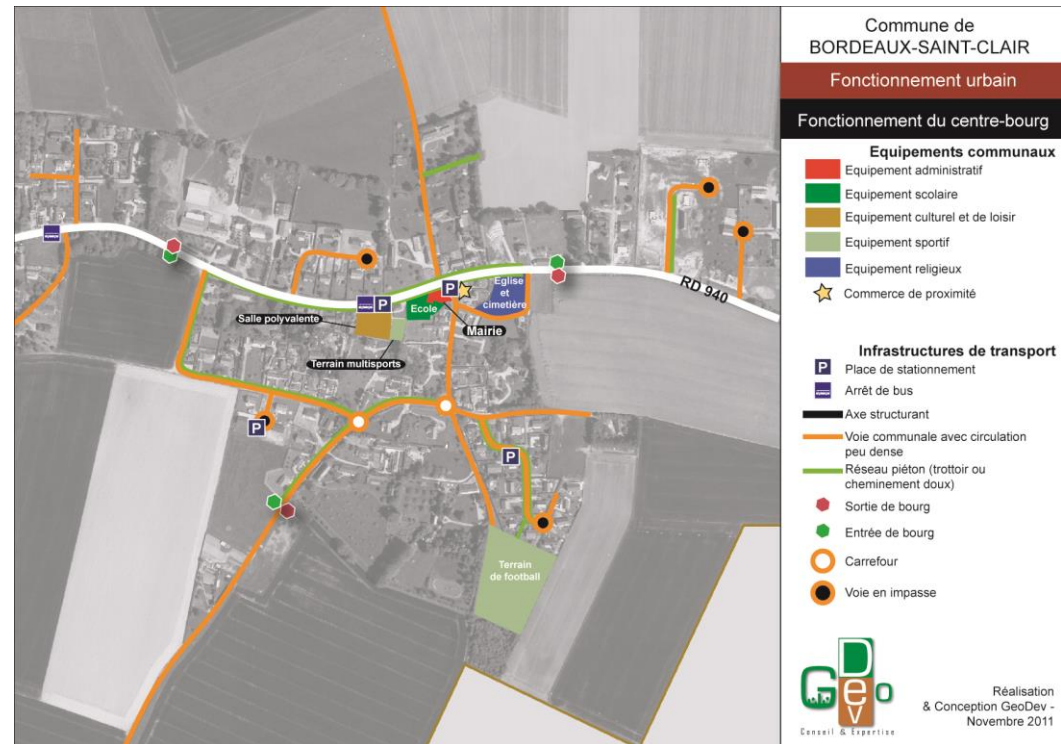 Commune de
BORDEAUX-SAINT-CLAIR
Fonctionnement urbain
Fonctionnement du centre-bourg
Equipements communaux
Equipement administratif
Equipement scolaire
Equipement culturel et de loisir
Equipement sportif
Equipement religieux
Commerce de proximité
Infrastructures de transport
P
Place de stationnement
Arrêt de bus
Axe structurant
Voie communale avec circulation
peu dense
Réseau piéton (trottoir ou
cheminement doux)
Sortie de bourg
Entrée de bourg
Carrefour
Voie en impasse
GeoDev
Conseil & Expertise
Réalisation
& Conception GeoDev -
Novembre 2011
RD 940
P
P
Eglise
et
cimetière
Ecole
Mairie
Salle polyvalente
Terrain multisports
P
P
Terrain
de football